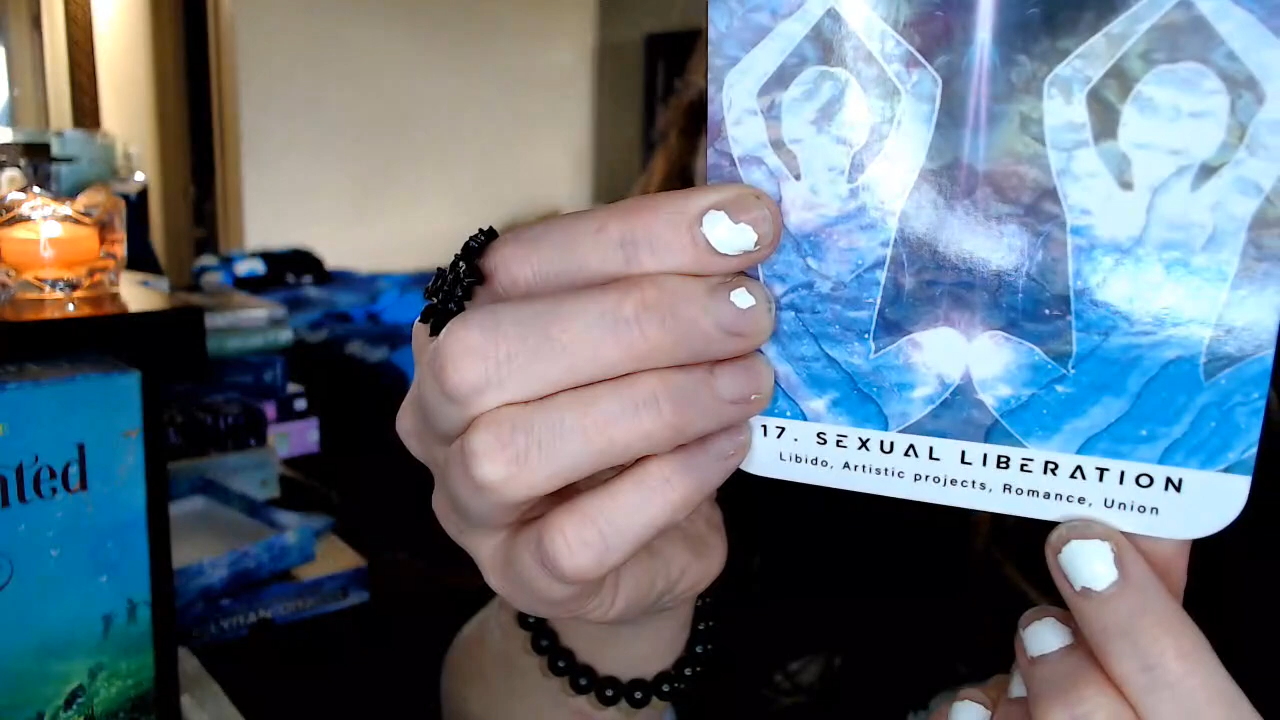 17. SEXUAL LIBERATION
Libido, Artistic projects, Romance, Union
nted